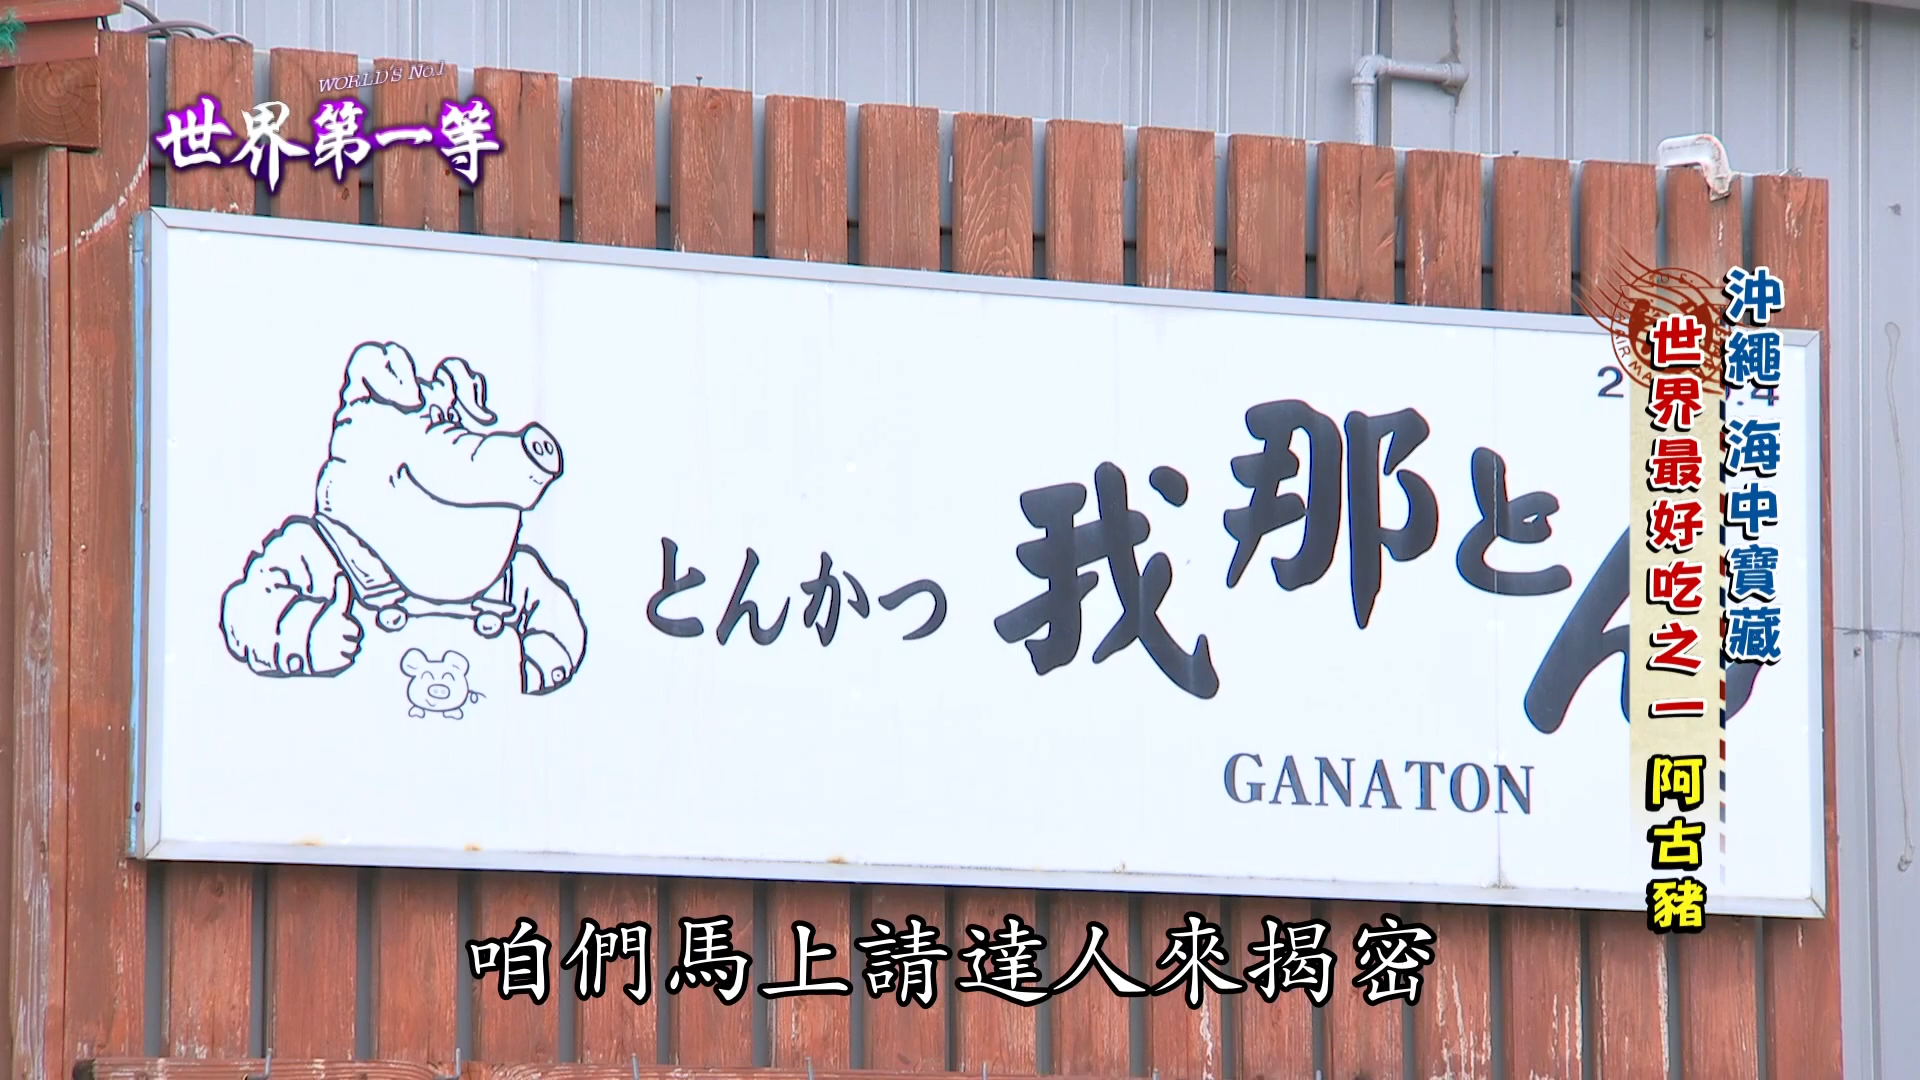 WORLD'S No.1
世界第一等
沖繩 海中寶藏
世界最好吃之一 阿古豬
とんかつ 我那とん
GANATON
咱們馬上請達人來揭密